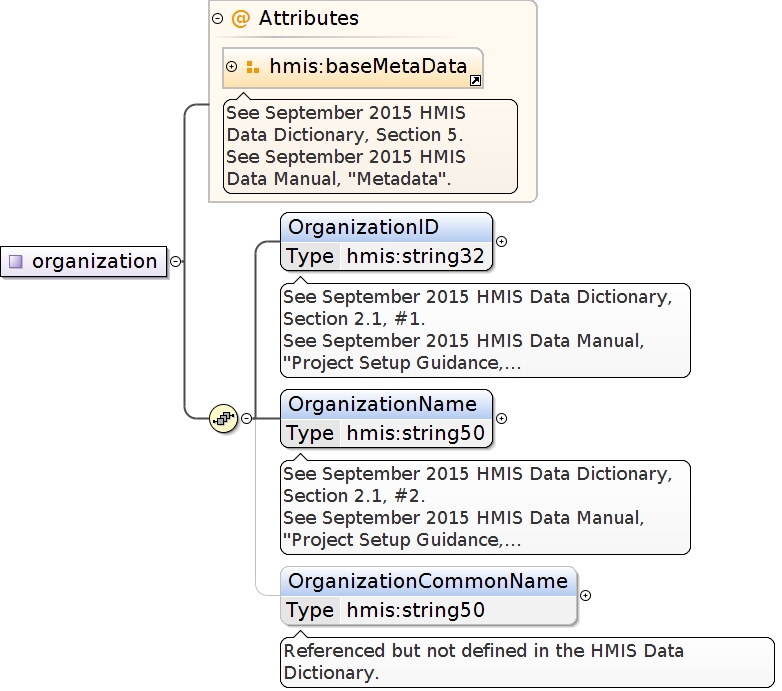 Attributes
hmis:baseMetaData
See September 2015 HMIS
Data Dictionary, Section 5.
See September 2015 HMIS
Data Manual, "Metadata".
organization
OrganizationID
Type hmis:string32
See September 2015 HMIS Data Dictionary,
Section 2.1, #1.
See September 2015 HMIS Data Manual,
"Project Setup Guidance,...
OrganizationName
Type hmis:string50
See September 2015 HMIS Data Dictionary,
Section 2.1, #2.
See September 2015 HMIS Data Manual,
"Project Setup Guidance,...
OrganizationCommonName
Type hmis:string50
Referenced but not defined in the HMIS Data
Dictionary.